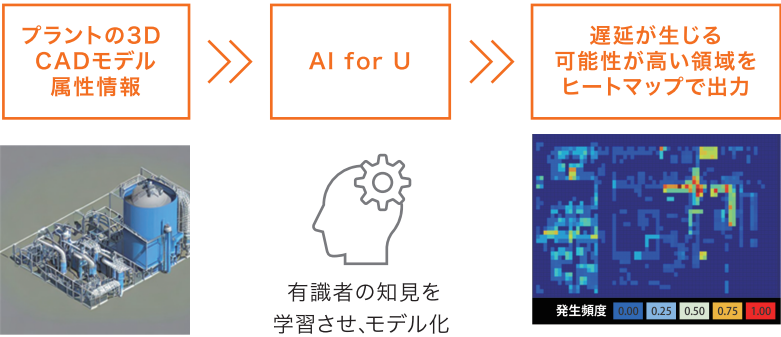 プラントの3D
CADモデル
属性情報
AI for U
遅延が生じる
可能性が高い領域を
ヒートマップで出力
有識者の知見を
学習させ、モデル化
発生頻度 0.00 0.25 0.50 0.75 1.00